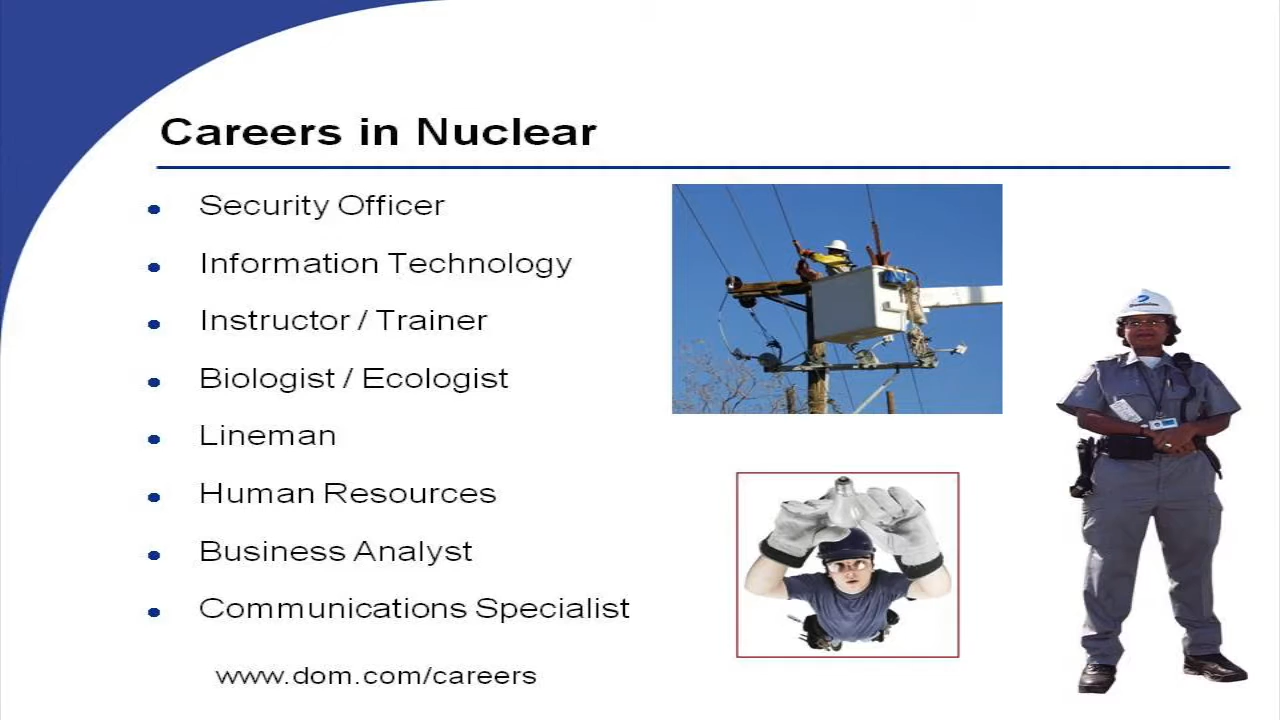 Careers in Nuclear
Security Officer
Information Technology
Instructor / Trainer
Biologist / Ecologist
Lineman
Human Resources
Business Analyst
Communications Specialist
www.dom.com/careers